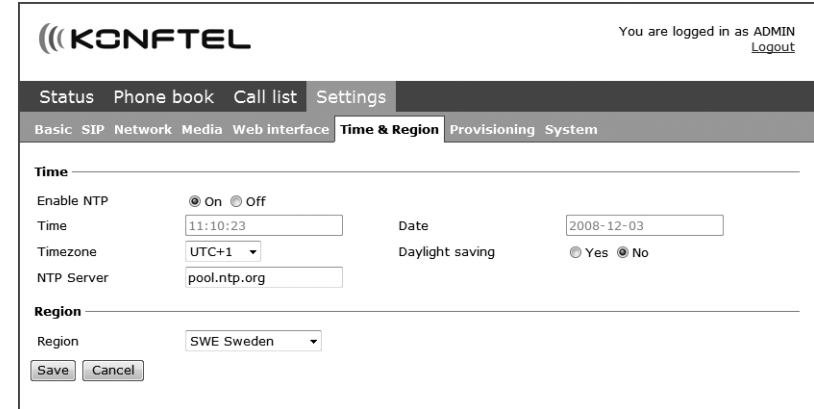 KONFTEL
You are logged in as ADMIN
Logout
Status Phone book Call list Settings
Basic SIP Network Media Web interface Time & Region Provisioning System
Time
Enable NTP On Off
Time 11:10:23 Date 2008-12-03
Timezone UTC+1 Daylight saving Yes No
NTP Server pool.ntp.org
Region
Region SWE Sweden
Save Cancel